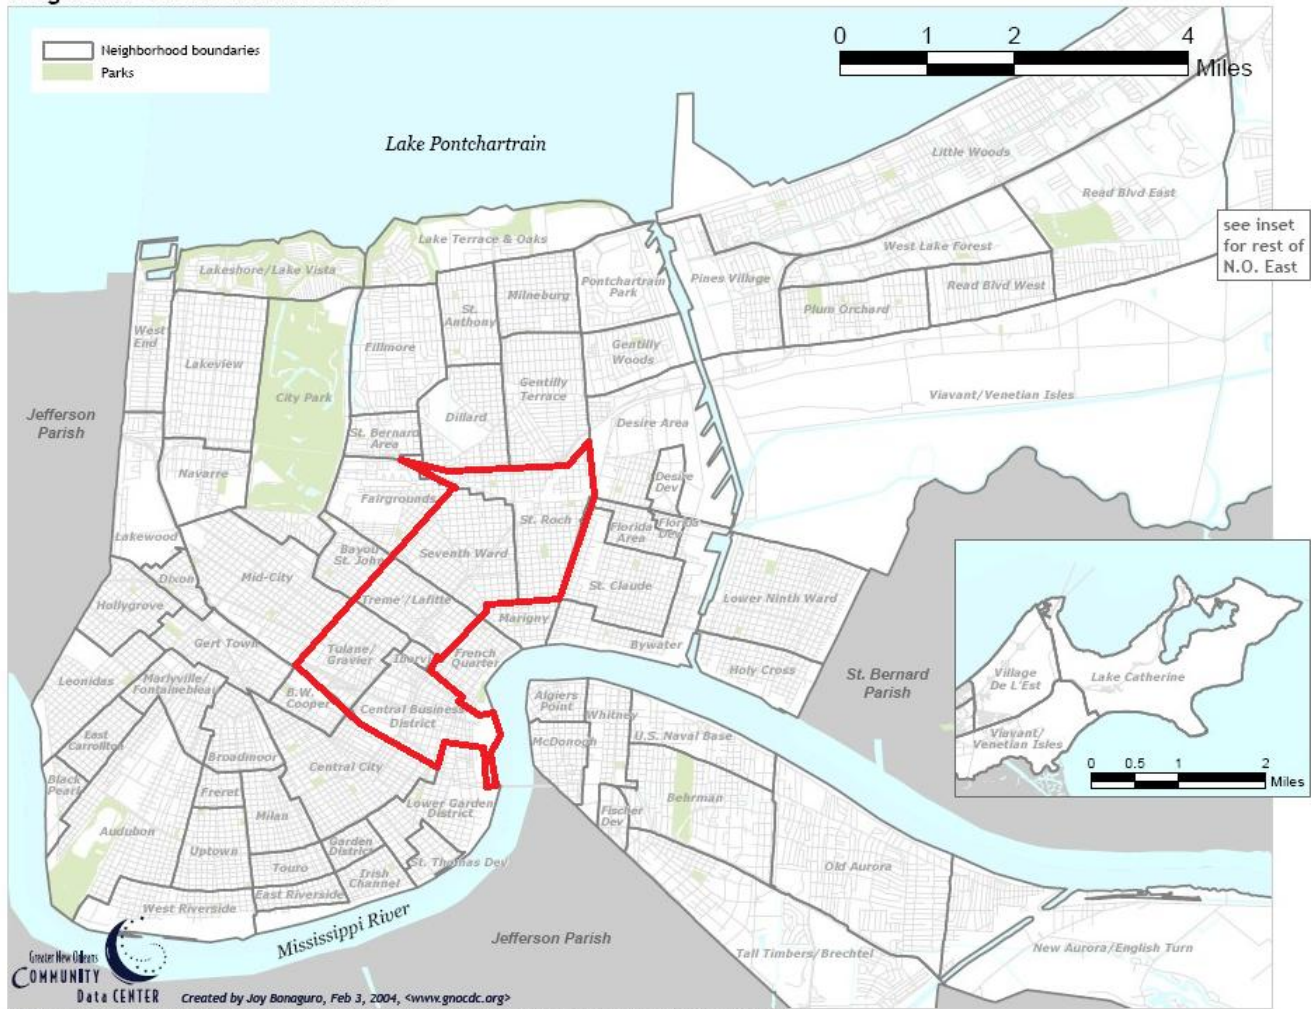 Neighborhood boundaries
Parks
0 1 2 4
Miles
Lake Pontchartrain
Little Woods
Read Blvd East
see inset
for rest of
N.O. East
Lake Terrace & Oaks
West Lake Forest
Lakeshore/Lake Vista
Pontchartrain
Park
Pines Village
Read Blvd West
Milneburg
St.
Anthony
Plum Orchard
West
End
Fillmore
Gentilly
Woods
Lakeview
Gentilly
Terrace
City Park
Viavant/Venetian Isles
Jefferson
Parish
Dillard
Desire Area
St. Bernard
Area
Navarre
Desire
Dev
Fairgrounds
St. Roch
Florida
Area
Florida
Dev
Lakewood
Bayou
St. John
Seventh Ward
Dixon
Mid-City
St. Claude
Hollygrove
Treme'/Lafitte
Lower Ninth Ward
Marigny
Gert Town
Tulane/
Gravier
Iberville
French
Quarter
Bywater
Holy Cross
St. Bernard
Parish
Leonidas
Marlyville/
Fontainebleau
B.W.
Cooper
Central Business
District
Algiers
Point
Whitney
U.S. Naval Base
McDonogh
East
Carrollton
Broadmoor
Central City
Black
Pearl
Freret
Lower Garden
District
Behrman
Fischer
Dev
Milan
Audubon
Garden
District
Uptown
Touro
Irish
Channel
St. Thomas Dev
Old Aurora
East Riverside
West Riverside
Mississippi River
Jefferson Parish
Tall Timbers/Brechtel
New Aurora/English Turn
Village
De L'Est
Lake Catherine
Viavant/
Venetian Isles
0 0.5 1 2
Miles
Greater New Orleans
COMMUNITY
Data CENTER
Created by Joy Bonaguro, Feb 3, 2004, <www.gnocdc.org>